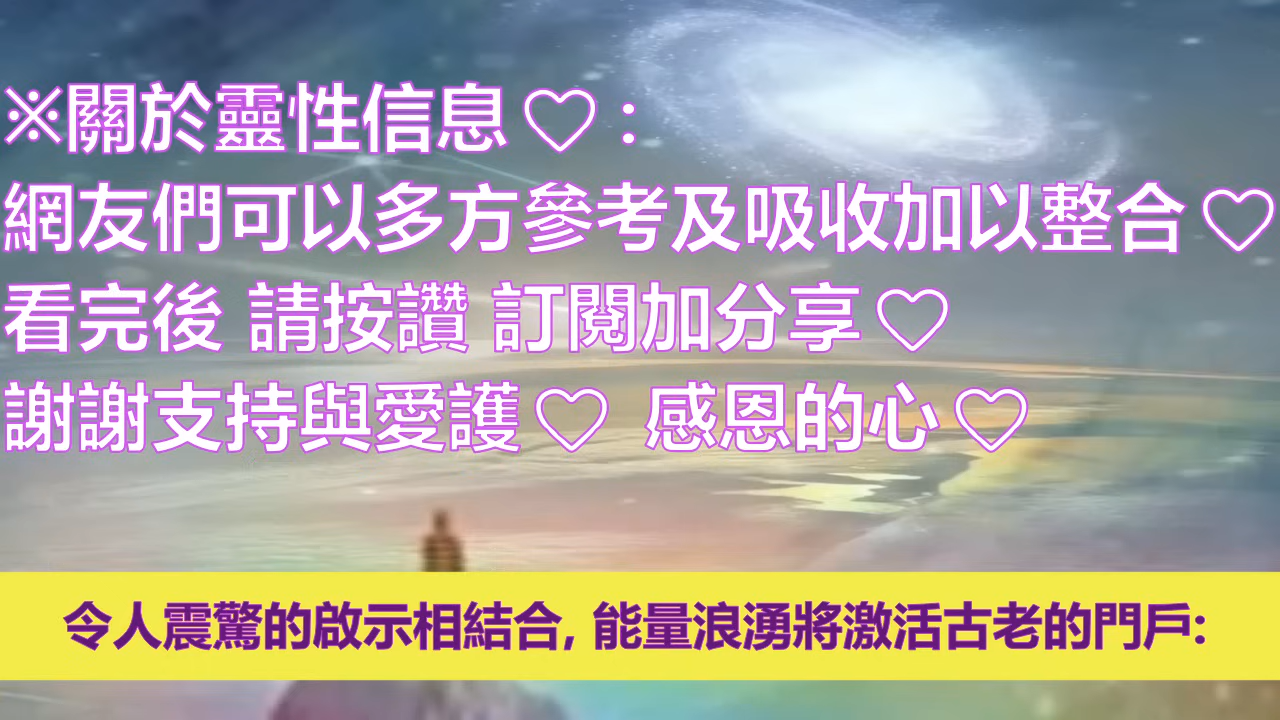 ※關於靈性信息♡:
網友們可以多方參考及吸收加以整合♡
看完後 請按讚 訂閱加分享♡
謝謝支持與愛護♡ 感恩的心♡
令人震驚的啟示相結合, 能量浪湧將激活古老的門戶: